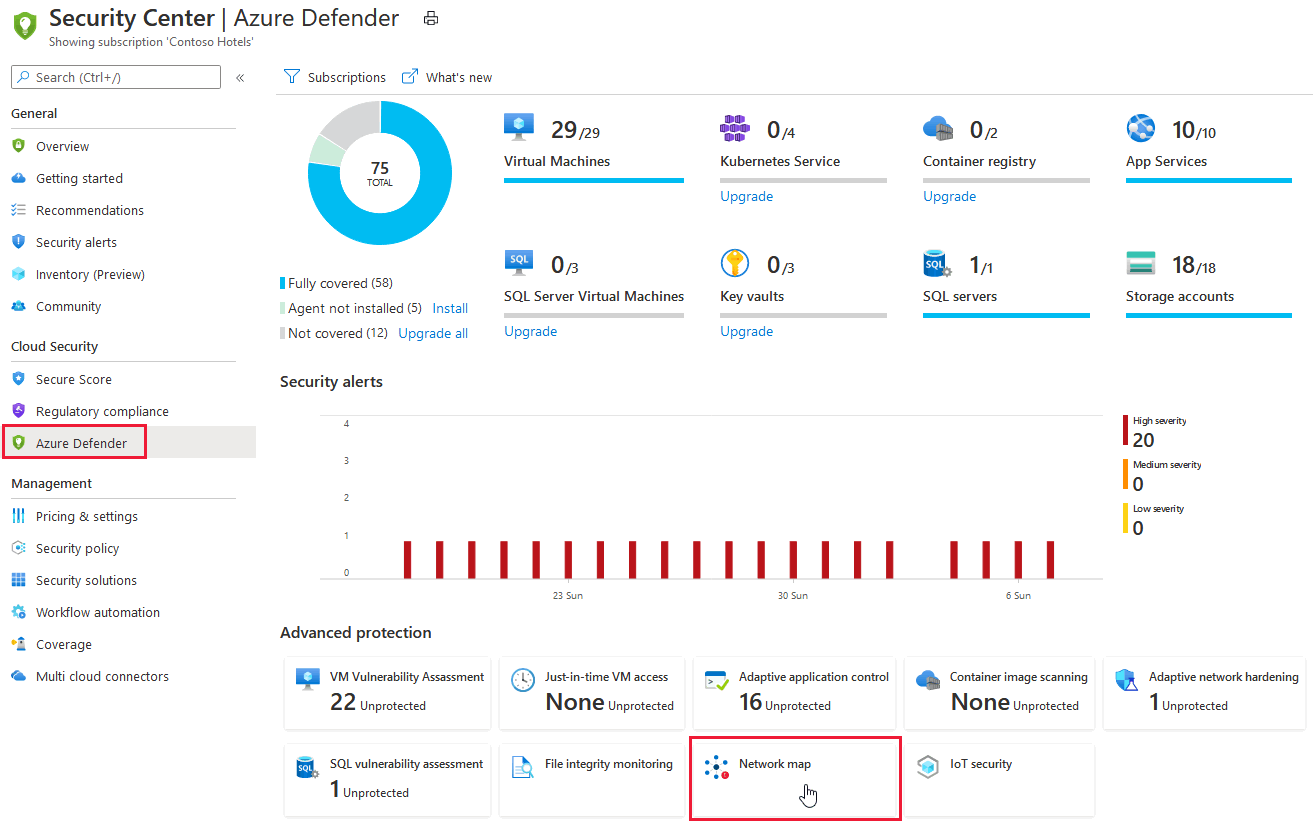 Security Center | Azure Defender
Showing subscription 'Contoso Hotels'
Search (Ctrl+/)
«
General
Overview
Getting started
Recommendations
Security alerts
Inventory (Preview)
Community
Cloud Security
Secure Score
Regulatory compliance
Azure Defender
Management
Pricing & settings
Security policy
Security solutions
Workflow automation
Coverage
Multi cloud connectors
Subscriptions
What's new
75
TOTAL
Fully covered (58)
Agent not installed (5) Install
Not covered (12) Upgrade all
29/29
Virtual Machines
0/4
Kubernetes Service
Upgrade
0/2
Container registry
Upgrade
10/10
App Services
SQL
0/3
SQL Server Virtual Machines
Upgrade
0/3
Key vaults
Upgrade
SQL
1/1
SQL servers
18/18
Storage accounts
Security alerts
4
3
2
1
0
23 Sun
30 Sun
6 Sun
High severity
20
Medium severity
0
Low severity
0
Advanced protection
VM Vulnerability Assessment
22 Unprotected
Just-in-time VM access
None Unprotected
Adaptive application control
16 Unprotected
Container image scanning
None Unprotected
Adaptive network hardening
1 Unprotected
SQL
SQL vulnerability assessment
1 Unprotected
File integrity monitoring
Network map
IoT security